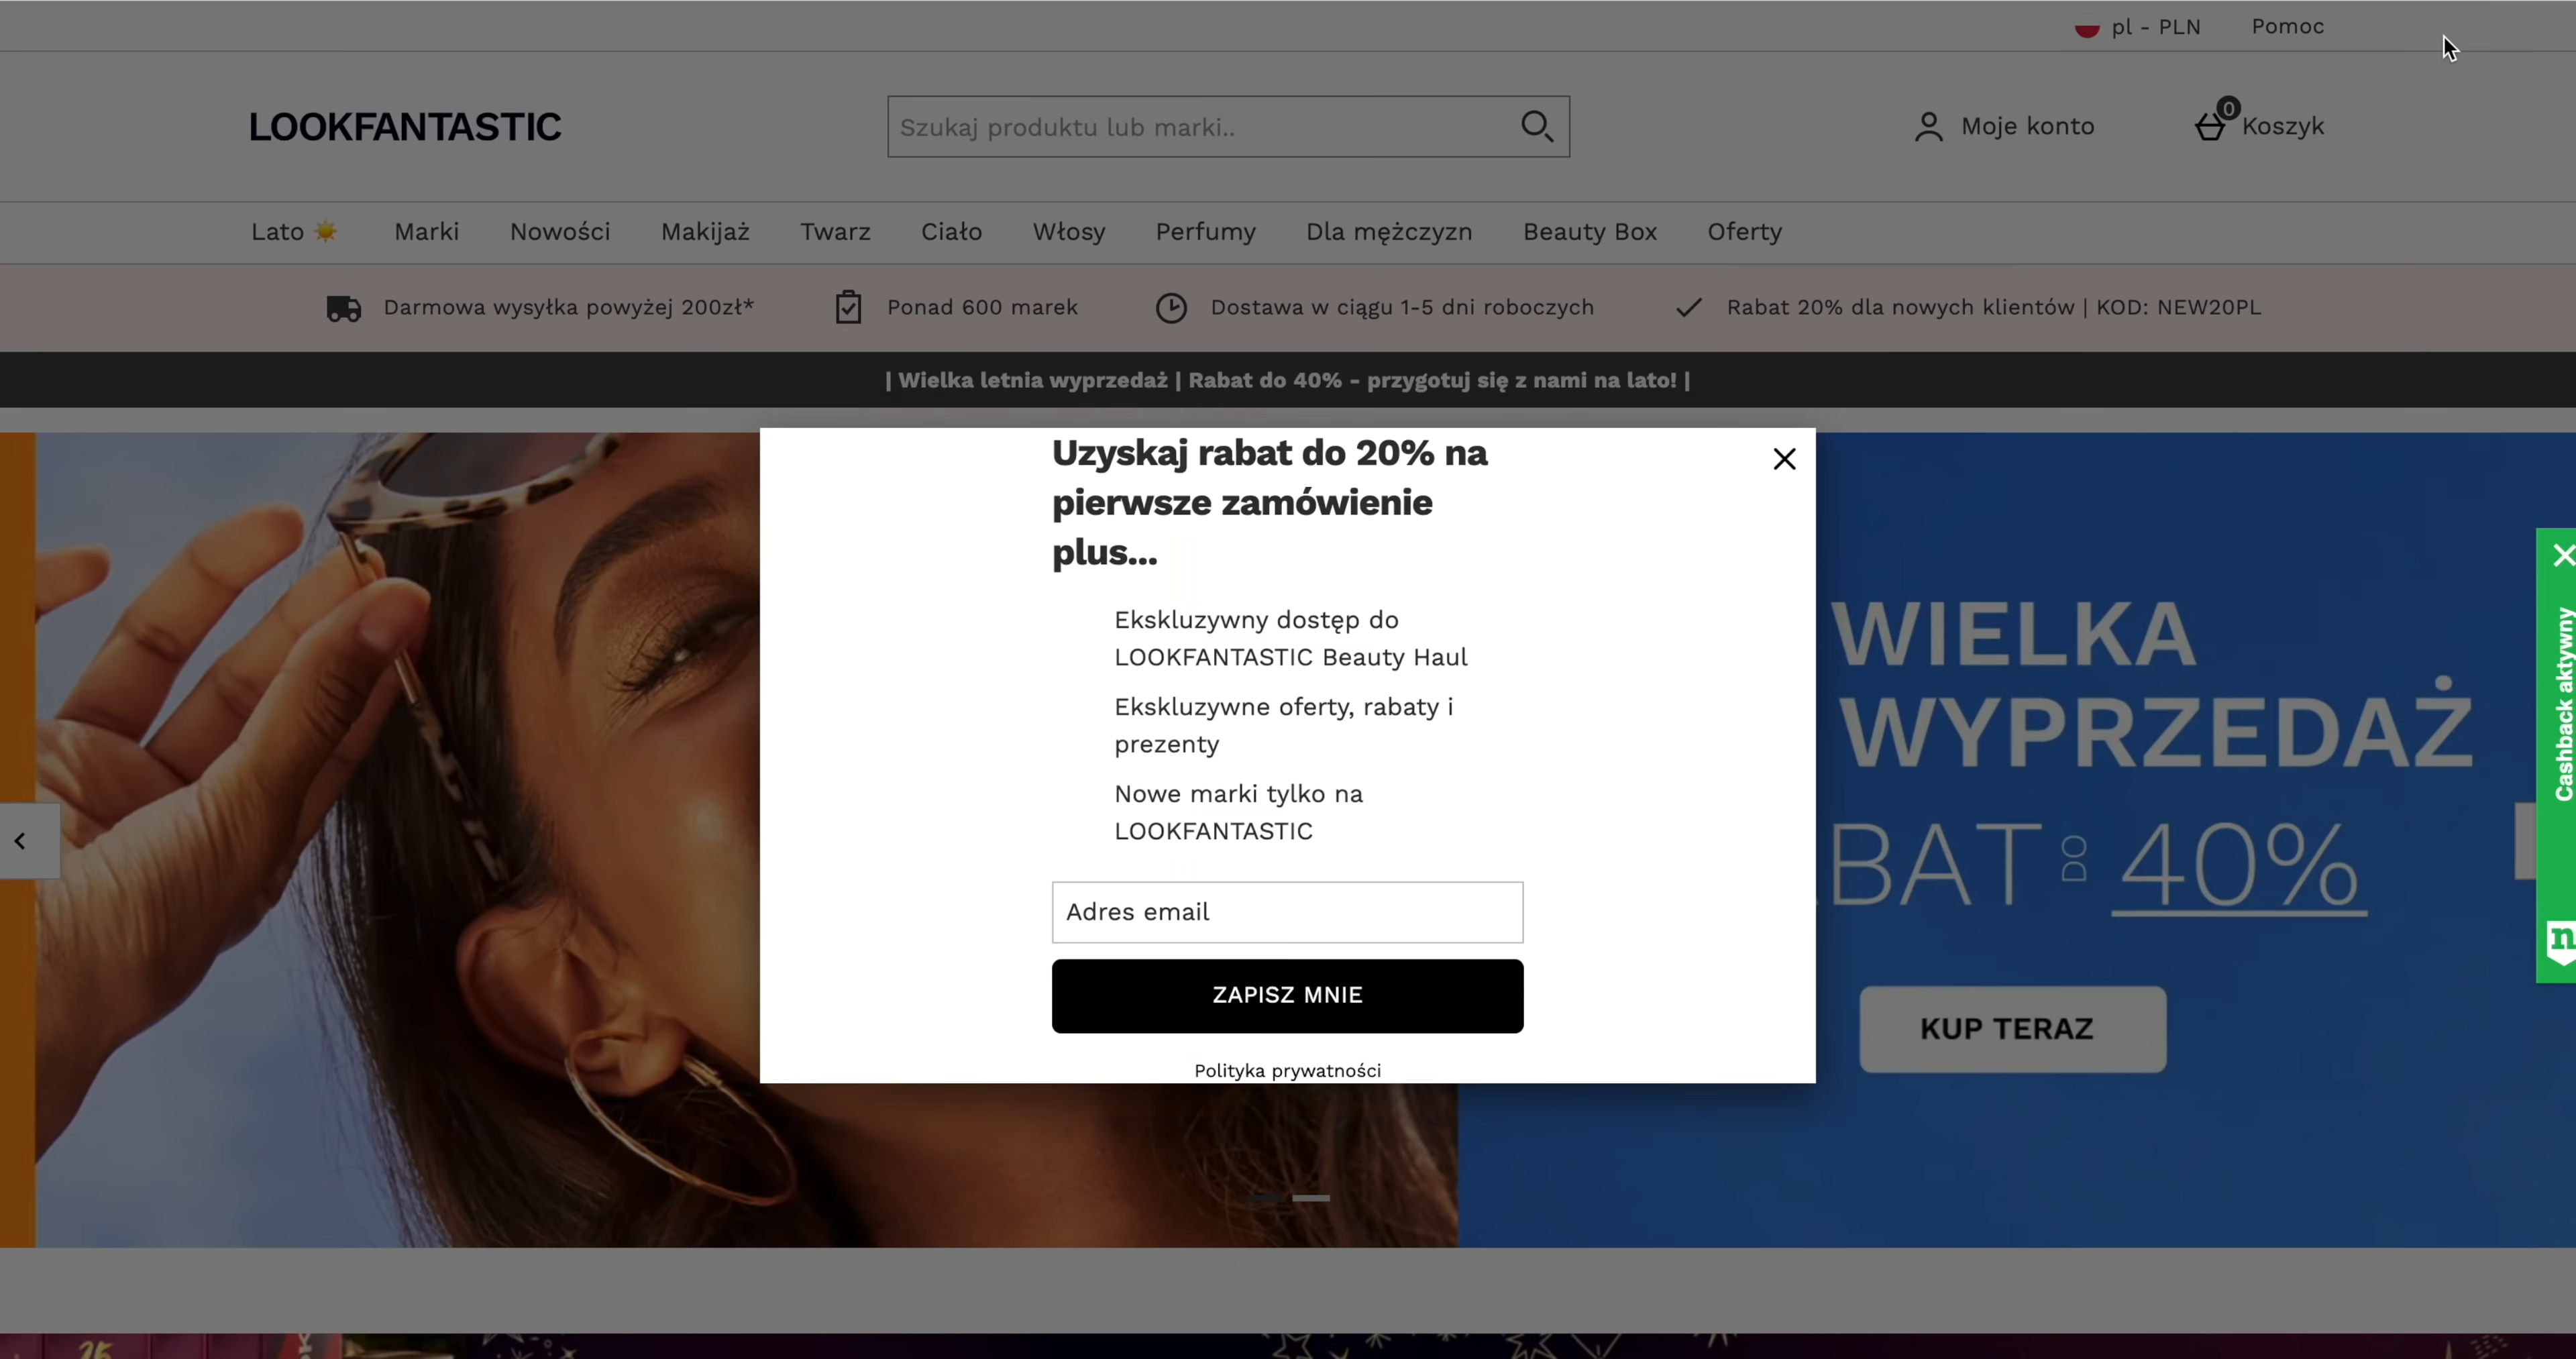 pl - PLN
Pomoc
LOOKFANTASTIC
Szukaj produktu lub marki..
Moje konto
0
Koszyk
Lato
Marki
Nowości
Makijaż
Twarz
Ciało
Włosy
Perfumy
Dla mężczyzn
Beauty Box
Oferty
Darmowa wysyłka powyżej 200zł*
Ponad 600 marek
Dostawa w ciągu 1-5 dni roboczych
Rabat 20% dla nowych klientów | KOD: NEW20PL
| Wielka letnia wyprzedaż | Rabat do 40% - przygotuj się z nami na lato! |
Uzyskaj rabat do 20% na
pierwsze zamówienie
plus...
Ekskluzywny dostęp do
LOOKFANTASTIC Beauty Haul
Ekskluzywne oferty, rabaty i
prezenty
Nowe marki tylko na
LOOKFANTASTIC
Adres email
ZAPISZ MNIE
Polityka prywatności
WIELKA
WYPRZEDAŻ
BAT DO 40%
KUP TERAZ
Cashback aktywny
n
25